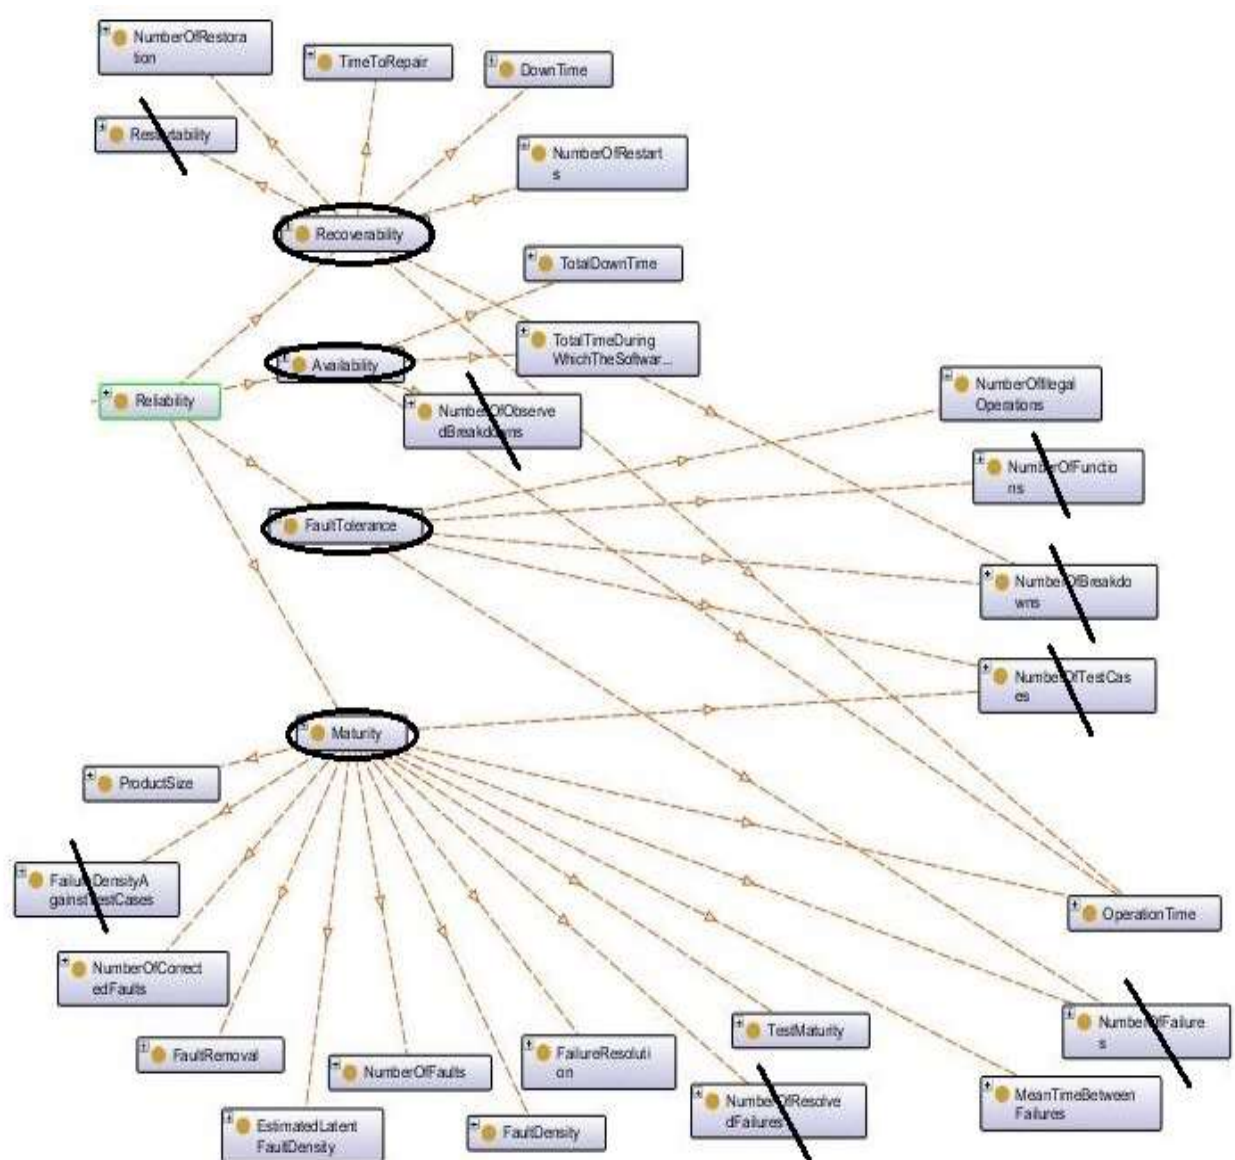 NumberOfRestora
tion
TimeToRepair
DownTime
Restartability
NumberOfRestart
s
Recoverability
TotalDownTime
TotalTimeDuring
WhichTheSoftwar...
Availability
Reliability
NumberOfObserve
dBreakdowns
NumberOfIllegal
Operations
NumberOfFunctio
ns
FaultTolerance
NumberOfBreakdo
wns
NumberOfTestCas
es
Maturity
ProductSize
FailureDensityA
gainstTestCases
OperationTime
NumberOfCorrect
edFaults
FaultRemoval
NumberOfFaults
FailureResoluti
on
TestMaturity
NumberOfFailure
s
EstimatedLatent
FaultDensity
FaultDensity
NumberOfResolve
dFailures
MeanTimeBetween
Failures